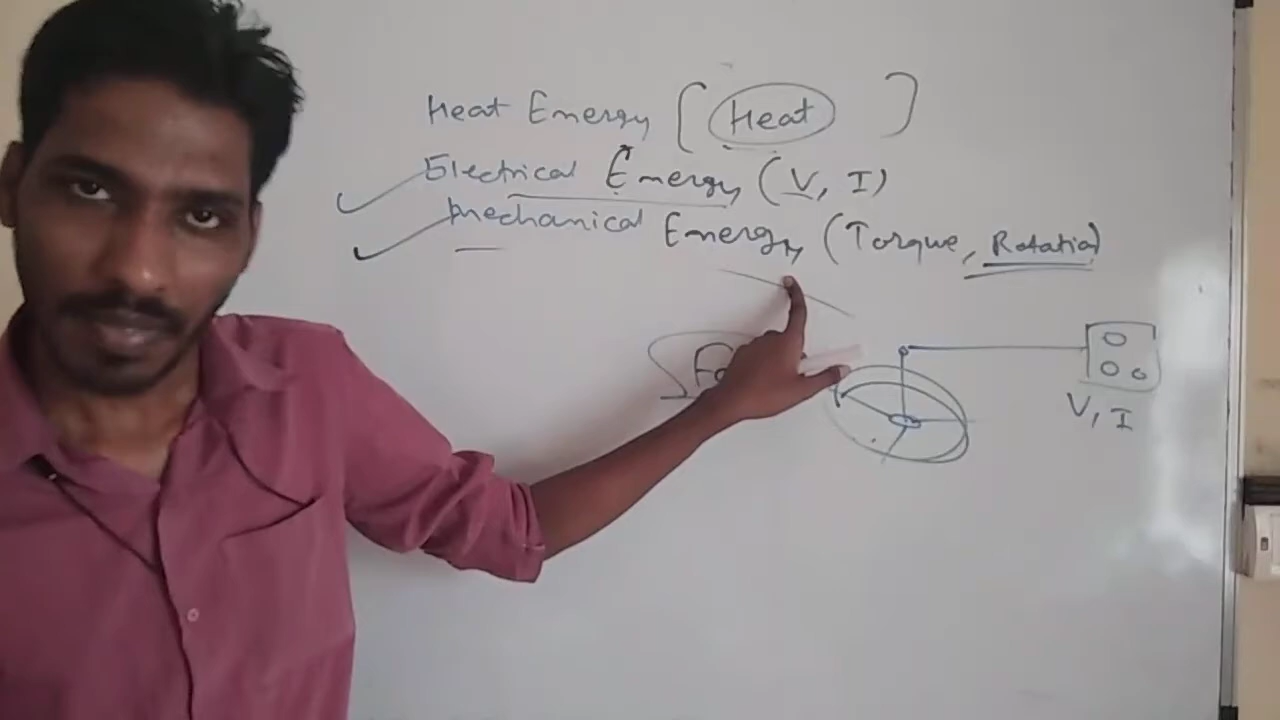 Heat Energy [ Heat ]
Electrical Energy (V, I)
Mechanical Energy (Torque, Rotation)
V, I